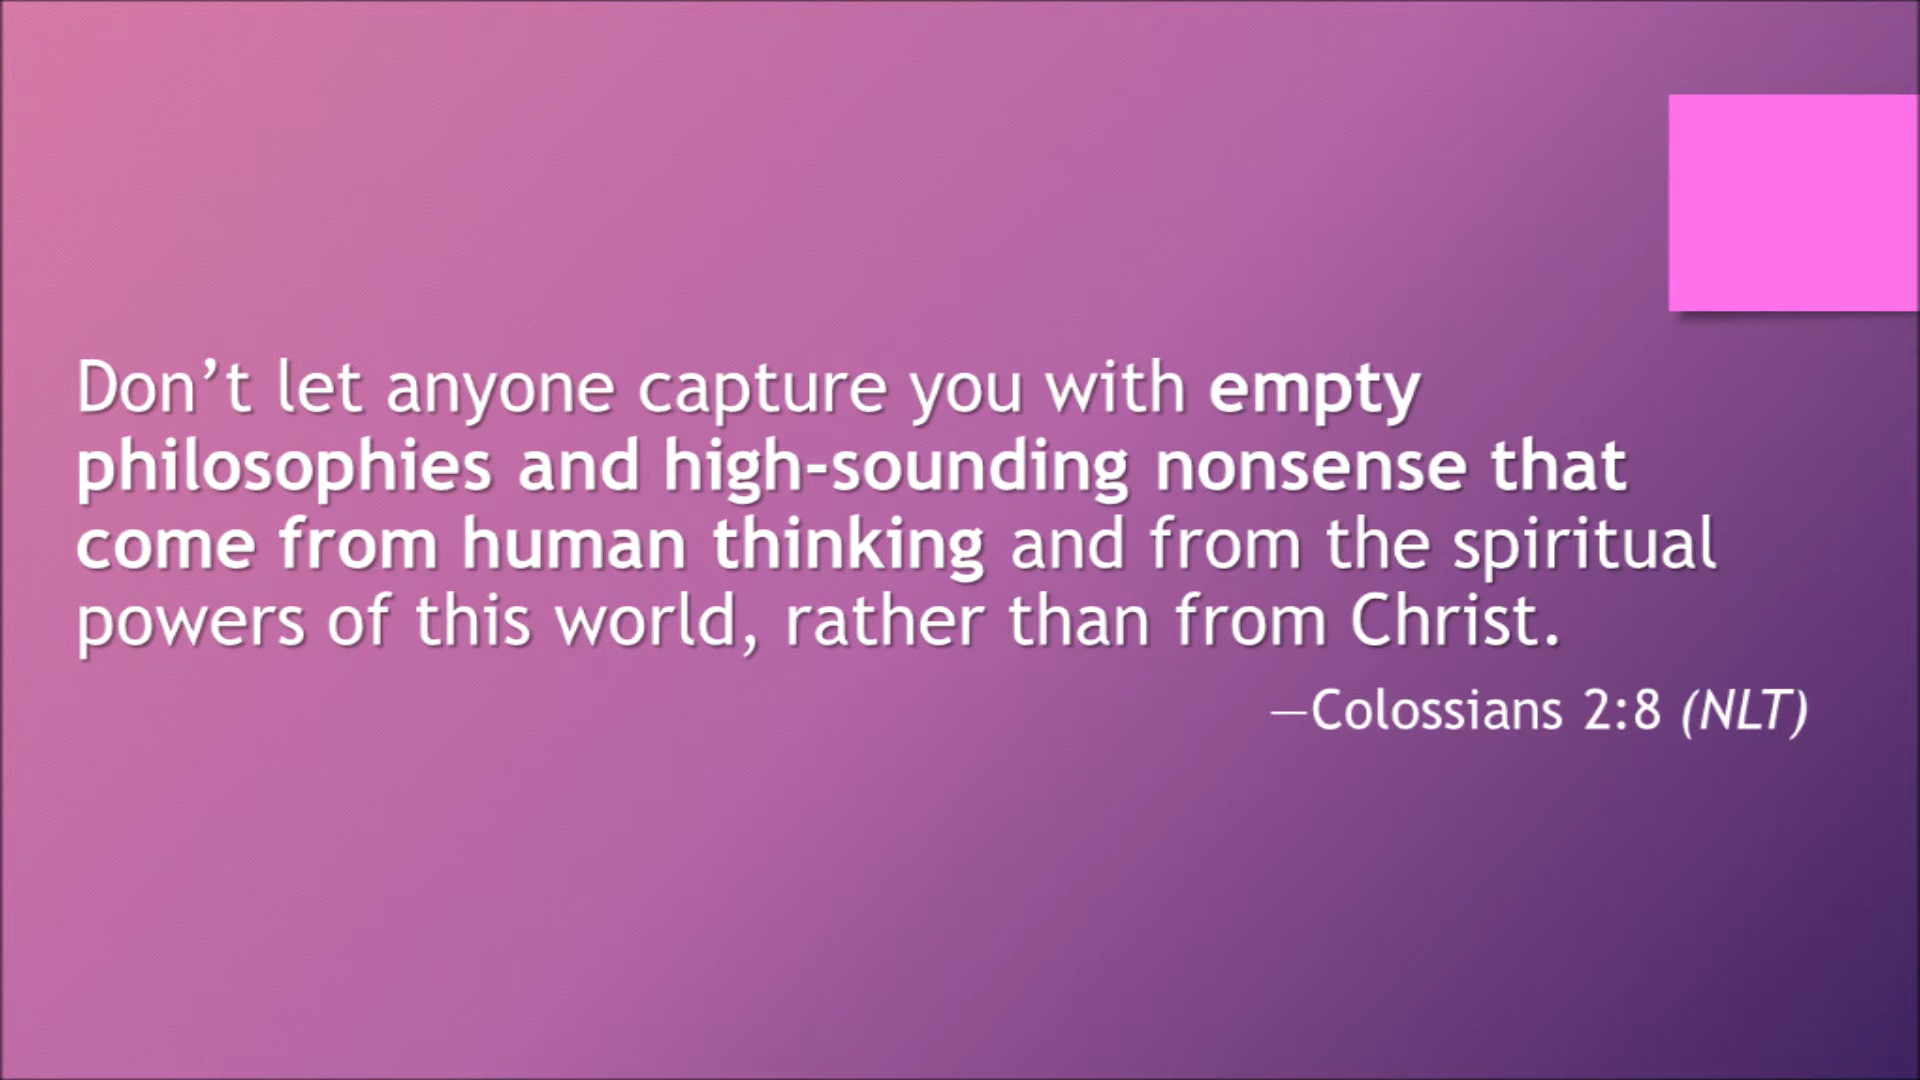 Don’t let anyone capture you with empty
philosophies and high-sounding nonsense that
come from human thinking and from the spiritual
powers of this world, rather than from Christ.
—Colossians 2:8 (NLT)